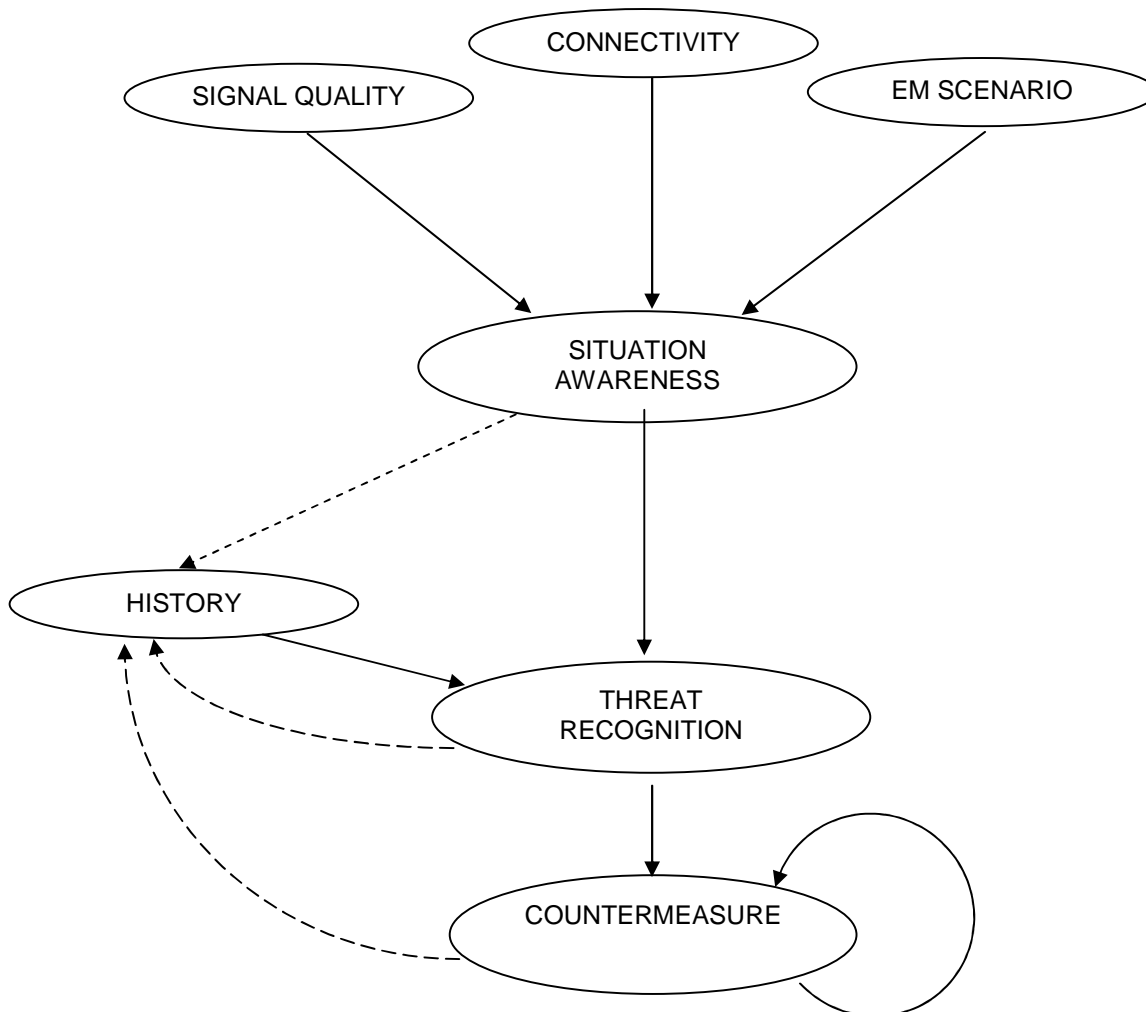 CONNECTIVITY
SIGNAL QUALITY
EM SCENARIO
SITUATION
AWARENESS
HISTORY
THREAT
RECOGNITION
COUNTERMEASURE